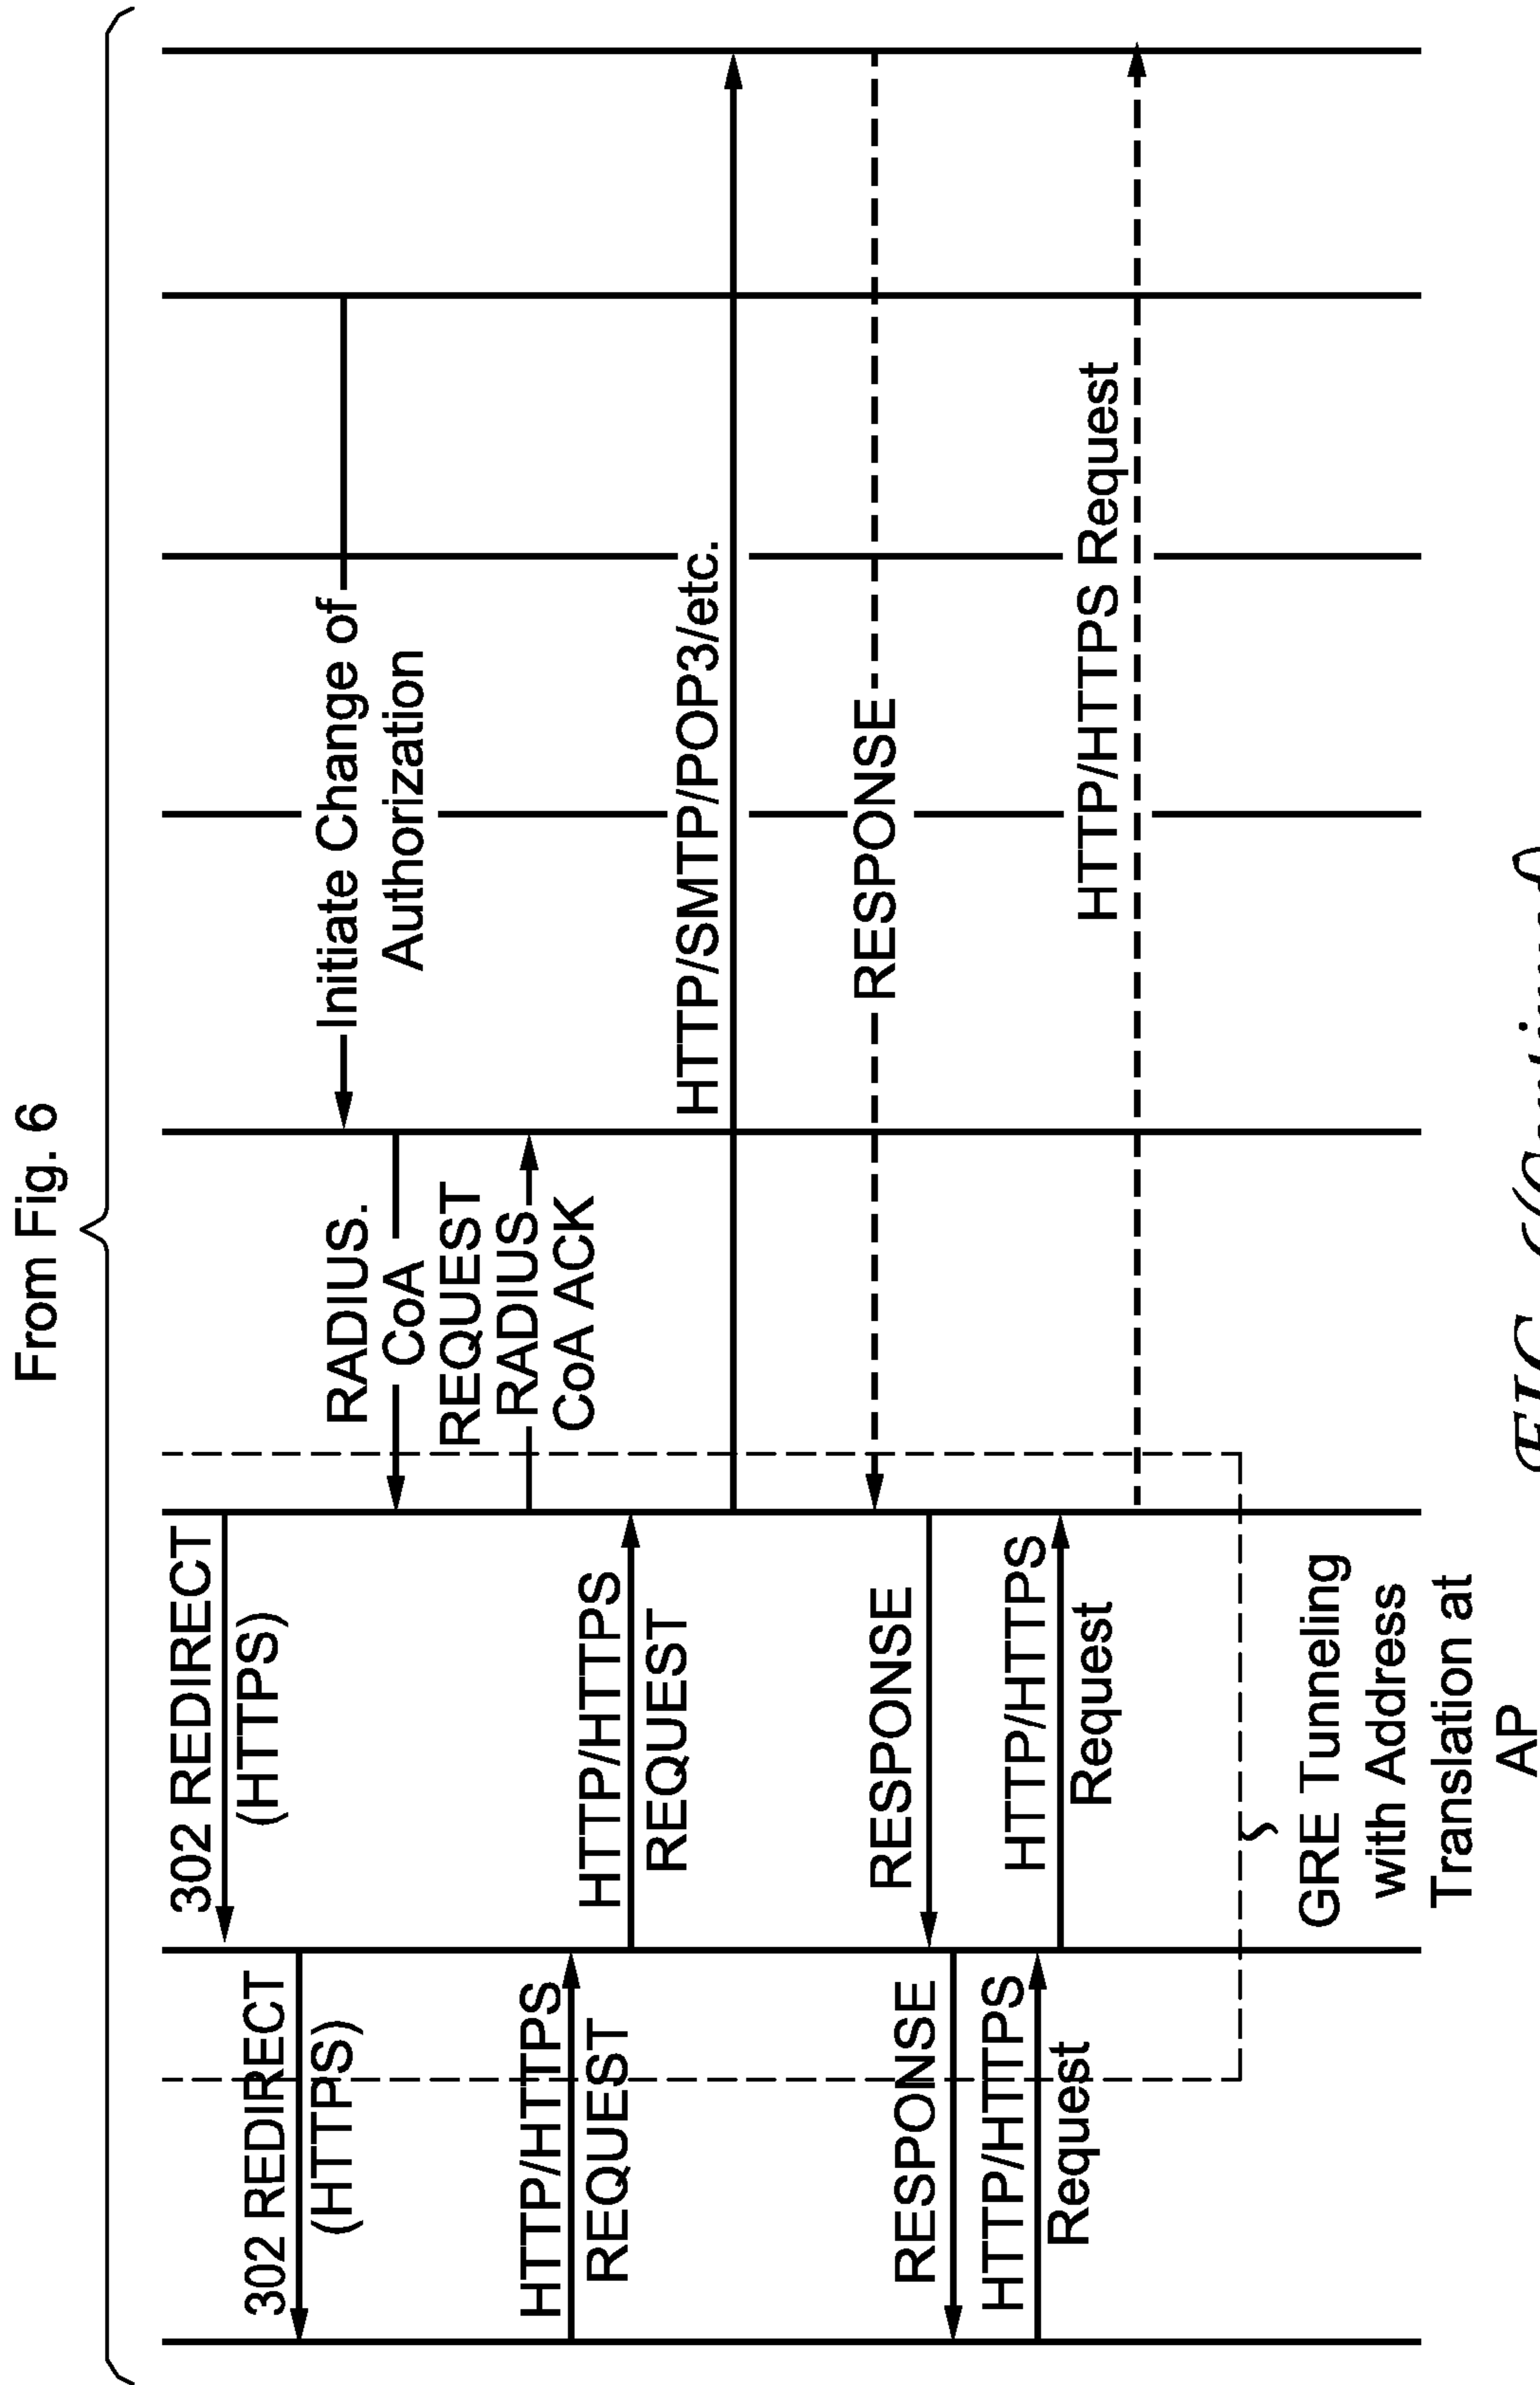 From Fig. 6
302 REDIRECT
(HTTPS)
302 REDIRECT
(HTTPS)
Initiate Change of
Authorization
RADIUS.
CoA
REQUEST
RADIUS
CoA ACK
HTTP/HTTPS
REQUEST
HTTP/HTTPS
REQUEST
HTTP/SMTP/POP3/etc.
RESPONSE
RESPONSE
RESPONSE
HTTP/HTTPS
Request
HTTP/HTTPS
Request
HTTP/HTTPS Request
GRE Tunneling
with Address
Translation at
AP